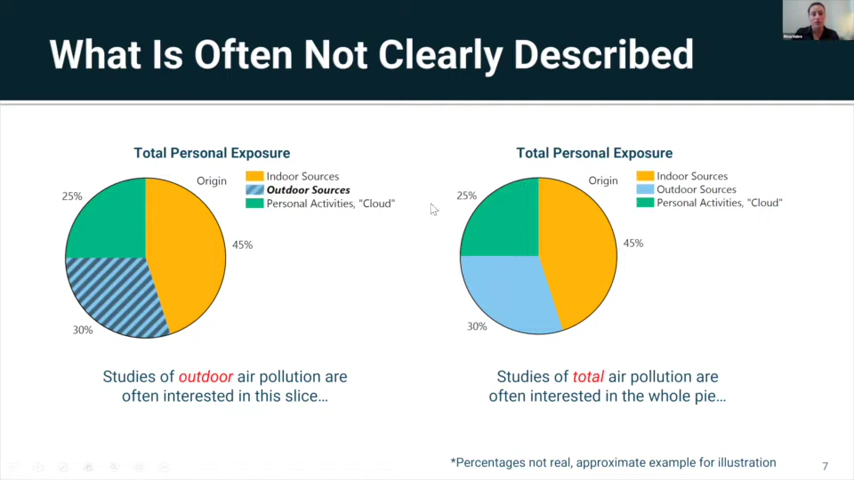 What Is Often Not Clearly Described
Total Personal Exposure
Origin
Indoor Sources
Outdoor Sources
Personal Activities, "Cloud"
25%
45%
30%
Studies of outdoor air pollution are
often interested in this slice...
Total Personal Exposure
Origin
Indoor Sources
Outdoor Sources
Personal Activities, "Cloud"
25%
45%
30%
Studies of total air pollution are
often interested in the whole pie...
*Percentages not real, approximate example for illustration
7